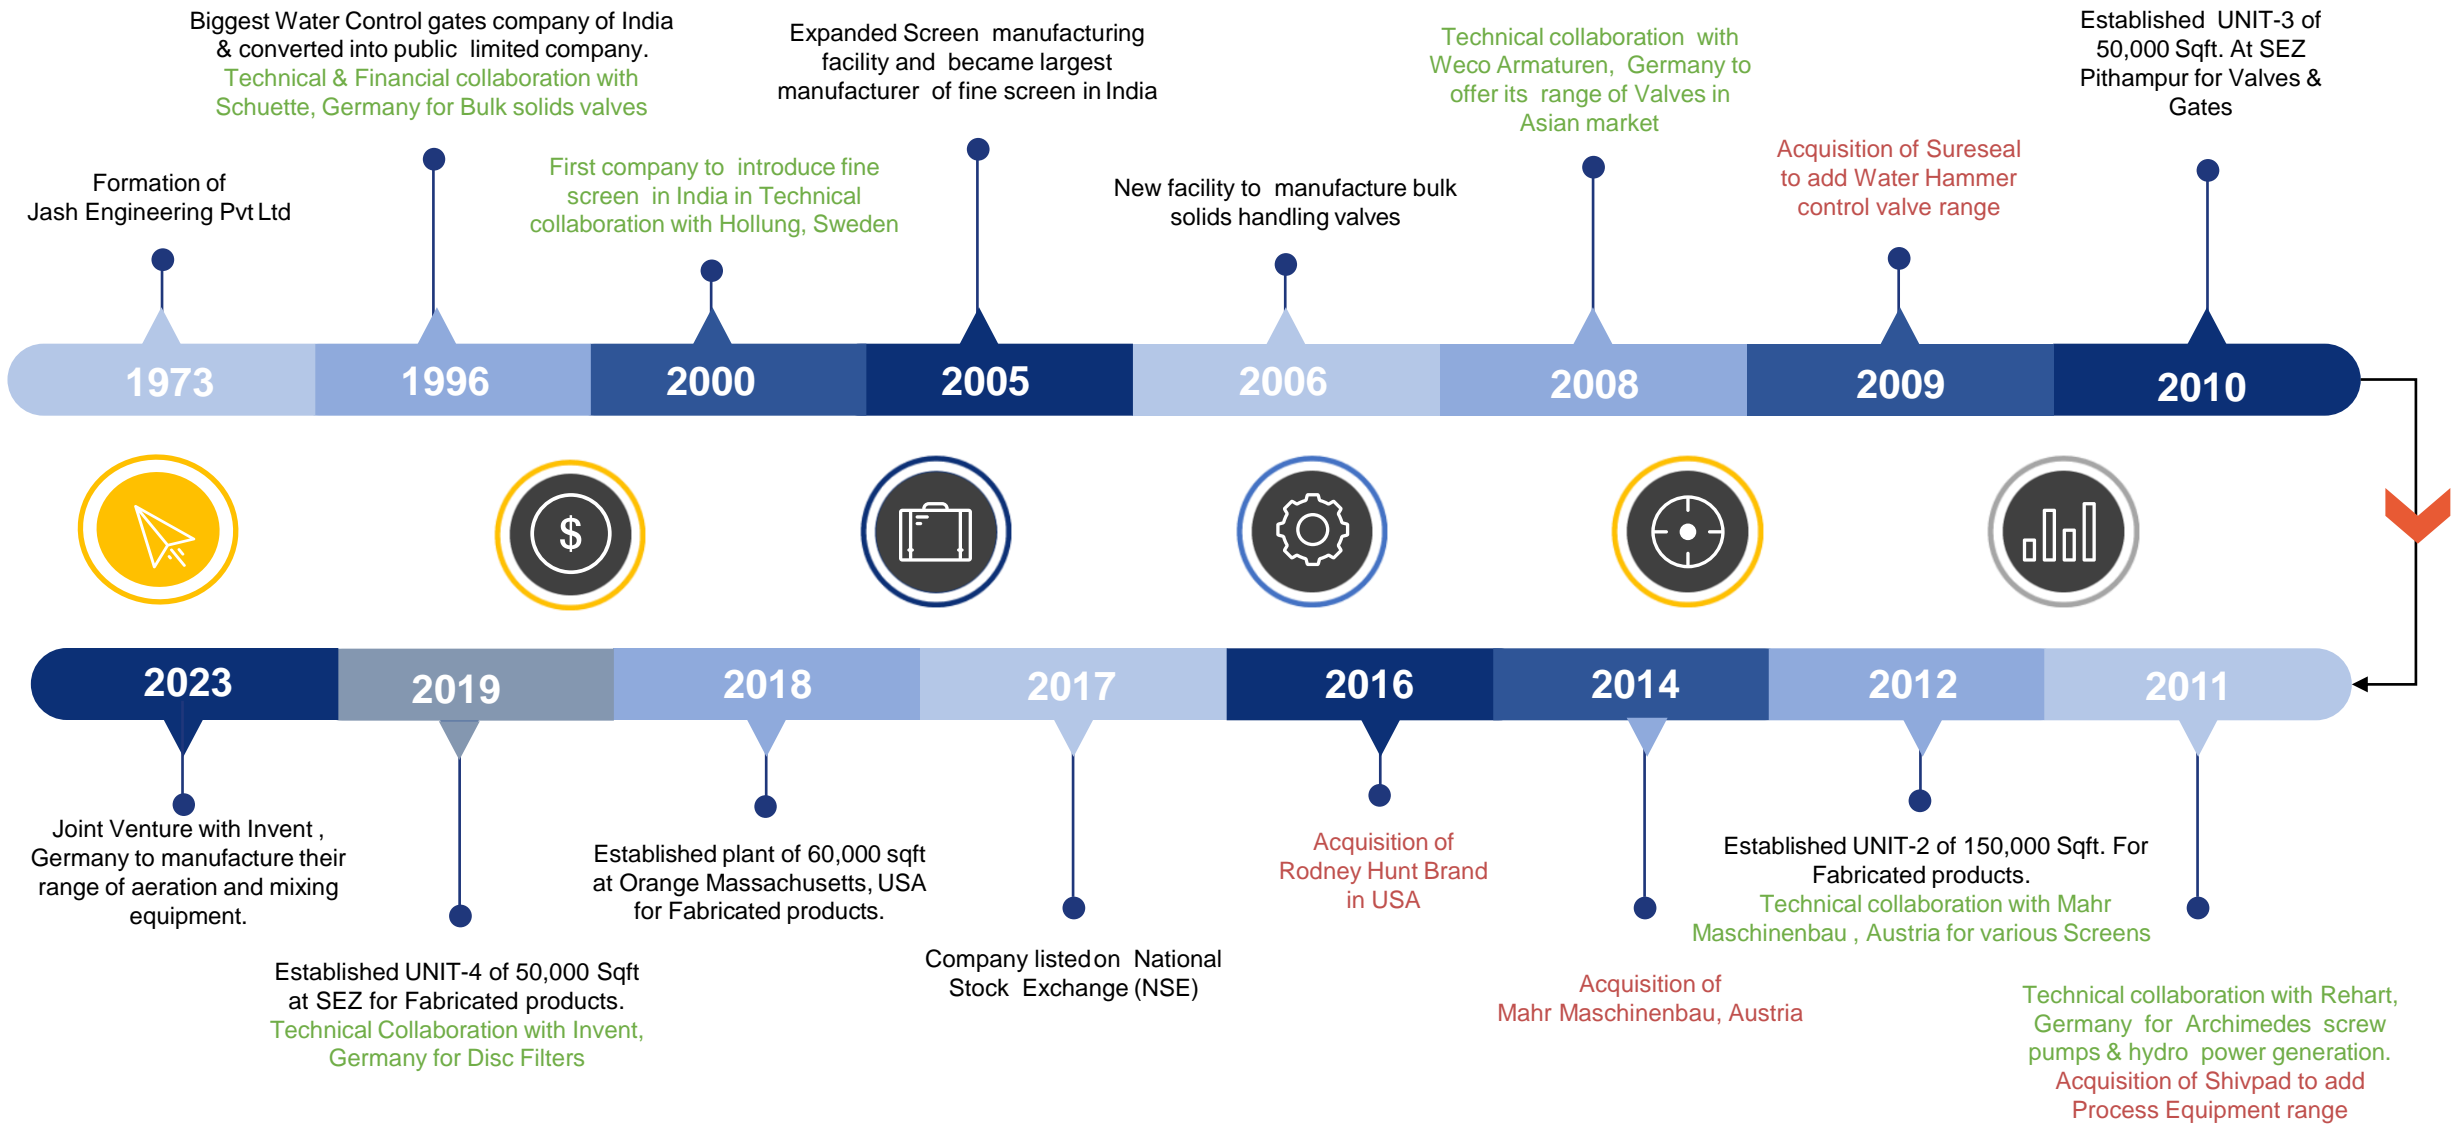 Formation of
Jash Engineering Pvt Ltd
Biggest Water Control gates company of India
& converted into public limited company.
Technical & Financial collaboration with
Schuette, Germany for Bulk solids valves
First company to introduce fine
screen in India in Technical
collaboration with Hollung, Sweden
Expanded Screen manufacturing
facility and became largest
manufacturer of fine screen in India
New facility to manufacture bulk
solids handling valves
Technical collaboration with
Weco Armaturen, Germany to
offer its range of Valves in
Asian market
Acquisition of Sureseal
to add Water Hammer
control valve range
Established UNIT-3 of
50,000 Sqft. At SEZ
Pithampur for Valves &
Gates
1973
1996
2000
2005
2006
2008
2009
2010
$
2023
2019
2018
2017
2016
2014
2012
2011
Joint Venture with Invent ,
Germany to manufacture their
range of aeration and mixing
equipment.
Established UNIT-4 of 50,000 Sqft
at SEZ for Fabricated products.
Technical Collaboration with Invent,
Germany for Disc Filters
Established plant of 60,000 sqft
at Orange Massachusetts, USA
for Fabricated products.
Company listed on National
Stock Exchange (NSE)
Acquisition of
Rodney Hunt Brand
in USA
Acquisition of
Mahr Maschinenbau, Austria
Established UNIT-2 of 150,000 Sqft. For
Fabricated products.
Technical collaboration with Mahr
Maschinenbau , Austria for various Screens
Technical collaboration with Rehart,
Germany for Archimedes screw
pumps & hydro power generation.
Acquisition of Shivpad to add
Process Equipment range